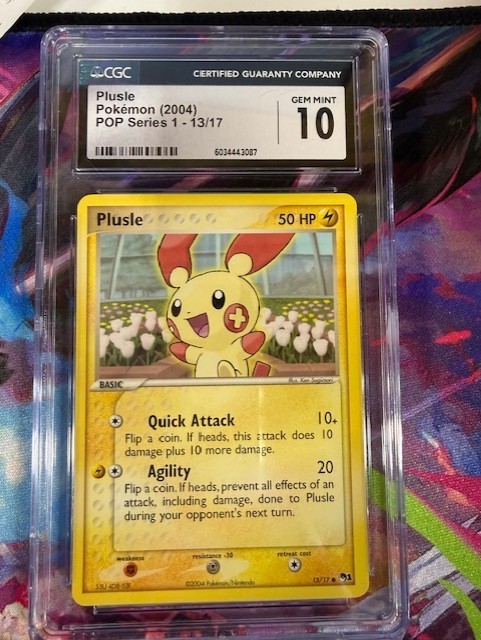 CGC
CERTIFIED GUARANTY COMPANY
Plusle
Pokémon (2004)
POP Series 1 - 13/17
GEM MINT
10
6034443087
Plusle
50 HP
BASIC
Illus. Ken Sugimori
Quick Attack 10+
Flip a coin. If heads, this attack does 10
damage plus 10 more damage.
Agility 20
Flip a coin. If heads, prevent all effects of an
attack, including damage, done to Plusle
during your opponent's next turn.
weakness
resistance -30
retreat cost
©2004 Pokémon/Nintendo
13/17